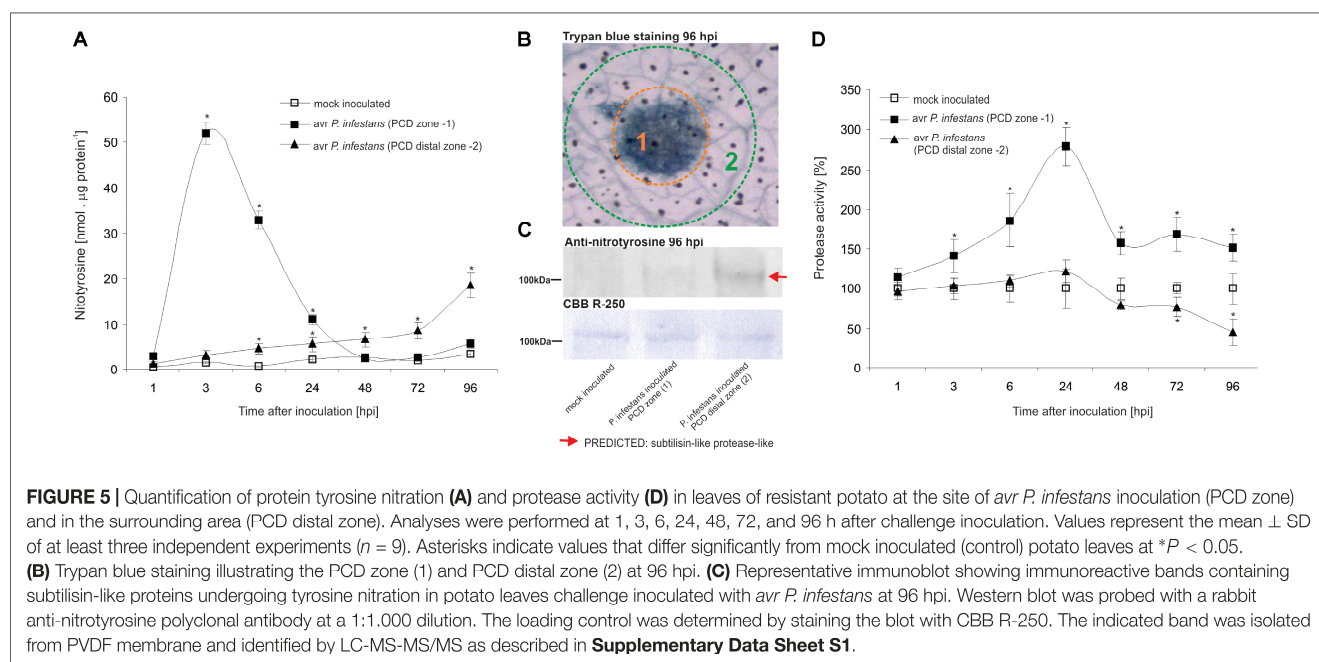 A
60
50
40
30
20
10
0
Nitotyrosine [nmol . µg protein⁻¹]
mock inoculated
avr P. infestans (PCD zone -1)
avr P. infestans (PCD distal zone -2)
* * * * * * *
1 3 6 24 48 72 96
Time after inoculation [hpi]
B
Trypan blue staining 96 hpi
1
2
C
Anti-nitrotyrosine 96 hpi
100kDa
CBB R-250
100kDa
mock inoculated
P. infestans inoculated
PCD zone (1)
P. infestans inoculated
PCD distal zone (2)
PREDICTED: subtilisin-like protease-like
D
350
300
250
200
150
100
50
0
Protease activity [%]
mock inoculated
avr P. infestans (PCD zone -1)
avr P. infestans
(PCD distal zone -2)
* * * * * * * *
1 3 6 24 48 72 96
Time after inoculation [hpi]
FIGURE 5 | Quantification of protein tyrosine nitration (A) and protease activity (D) in leaves of resistant potato at the site of avr P. infestans inoculation (PCD zone)
and in the surrounding area (PCD distal zone). Analyses were performed at 1, 3, 6, 24, 48, 72, and 96 h after challenge inoculation. Values represent the mean ± SD
of at least three independent experiments (n = 9). Asterisks indicate values that differ significantly from mock inoculated (control) potato leaves at *P < 0.05.
(B) Trypan blue staining illustrating the PCD zone (1) and PCD distal zone (2) at 96 hpi. (C) Representative immunoblot showing immunoreactive bands containing
subtilisin-like proteins undergoing tyrosine nitration in potato leaves challenge inoculated with avr P. infestans at 96 hpi. Western blot was probed with a rabbit
anti-nitrotyrosine polyclonal antibody at a 1:1.000 dilution. The loading control was determined by staining the blot with CBB R-250. The indicated band was isolated
from PVDF membrane and identified by LC-MS-MS/MS as described in Supplementary Data Sheet S1.